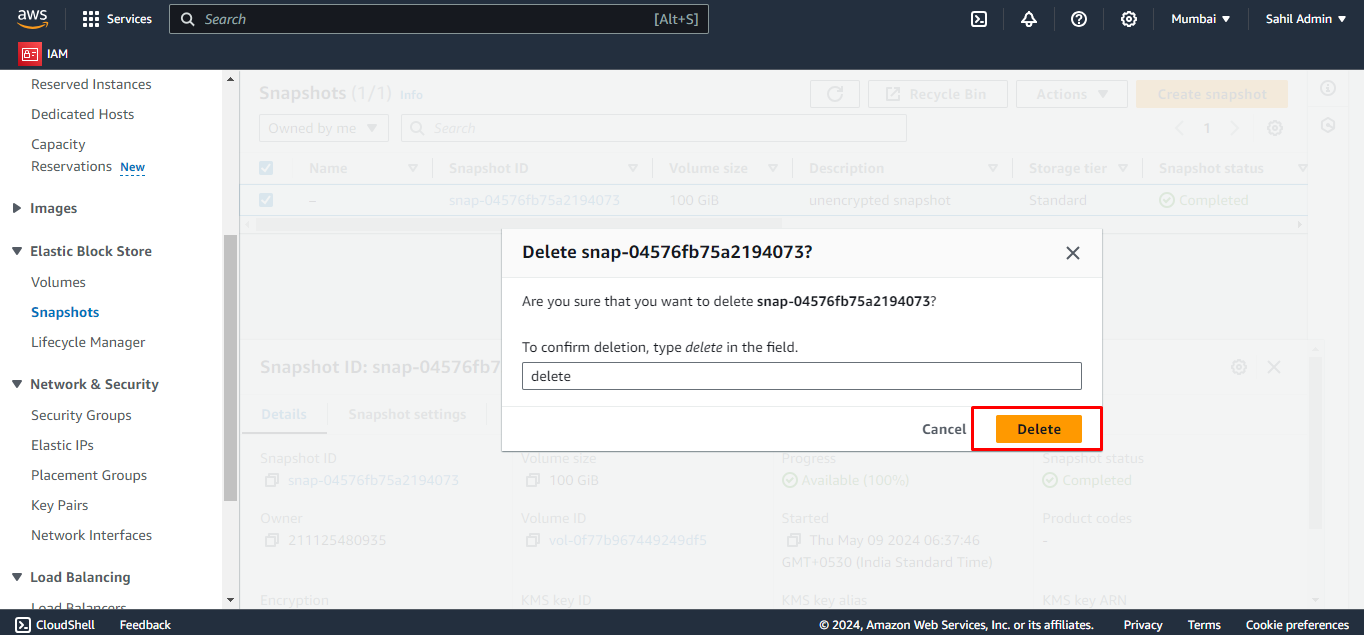 aws Services Search [Alt+S] Mumbai ▼ Sahil Admin ▼
IAM
Reserved Instances
Dedicated Hosts
Capacity
Reservations New
Images
Elastic Block Store
Volumes
Snapshots
Lifecycle Manager
Network & Security
Security Groups
Elastic IPs
Placement Groups
Key Pairs
Network Interfaces
Load Balancing
Load Balancers
Snapshots (1/1) Info Recycle Bin Actions ▼ Create snapshot
Owned by me ▼ Search 1
Name Snapshot ID Volume size Description Storage tier Snapshot status
– snap-04576fb75a2194073 100 GiB unencrypted snapshot Standard Completed
Delete snap-04576fb75a2194073?
Are you sure that you want to delete snap-04576fb75a2194073?
To confirm deletion, type delete in the field.
delete
Cancel Delete
Snapshot ID: snap-04576fb7
Details Snapshot settings
Snapshot ID Volume size Progress Snapshot status
snap-04576fb75a2194073 100 GiB Available (100%) Completed
Owner Volume ID Started Product codes
211125480935 vol-0f77b967449249df5 Thu May 09 2024 06:37:46 –
GMT+0530 (India Standard Time)
Encryption KMS key ID KMS key alias KMS key ARN
CloudShell Feedback © 2024, Amazon Web Services, Inc. or its affiliates. Privacy Terms Cookie preferences